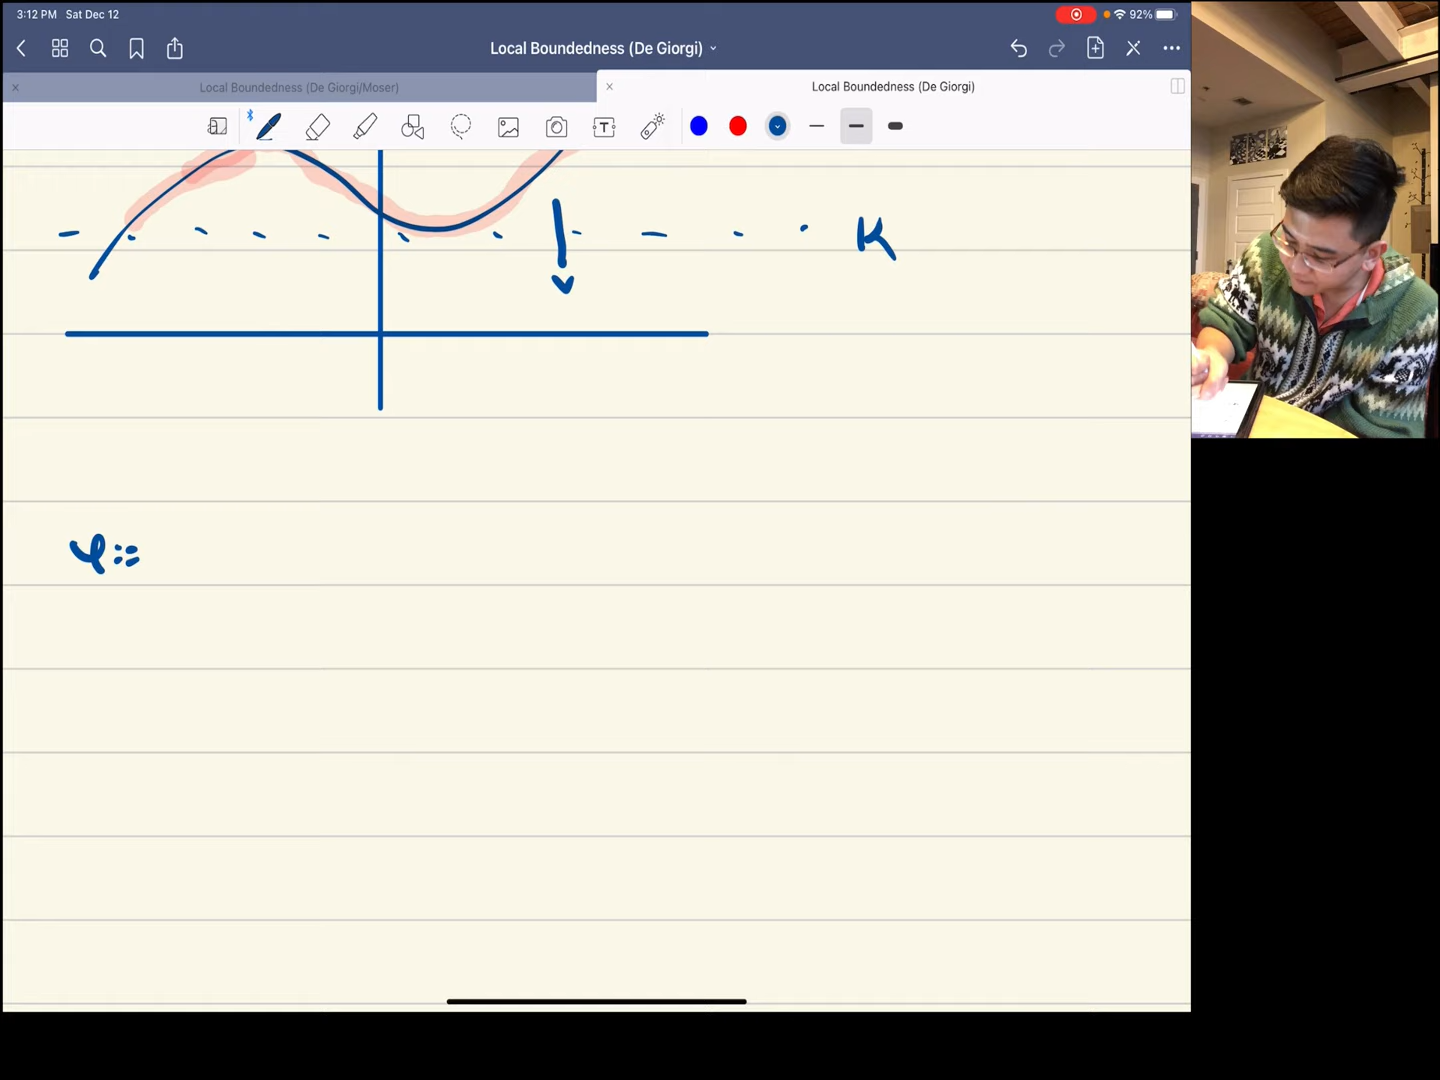 3:12 PM Sat Dec 12
92%
Local Boundedness (De Giorgi)
Local Boundedness (De Giorgi/Moser)
Local Boundedness (De Giorgi)
T
K
φ:=